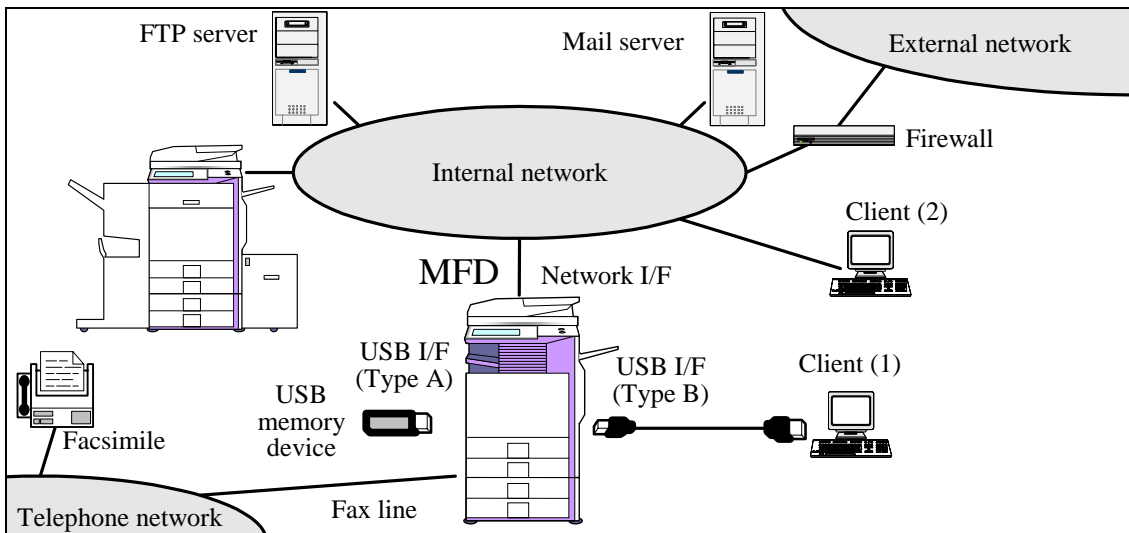 FTP server
Mail server
External network
Firewall
Internal network
Client (2)
MFD
Network I/F
USB I/F
(Type A)
USB I/F
(Type B)
Client (1)
USB
memory
device
Facsimile
Fax line
Telephone network